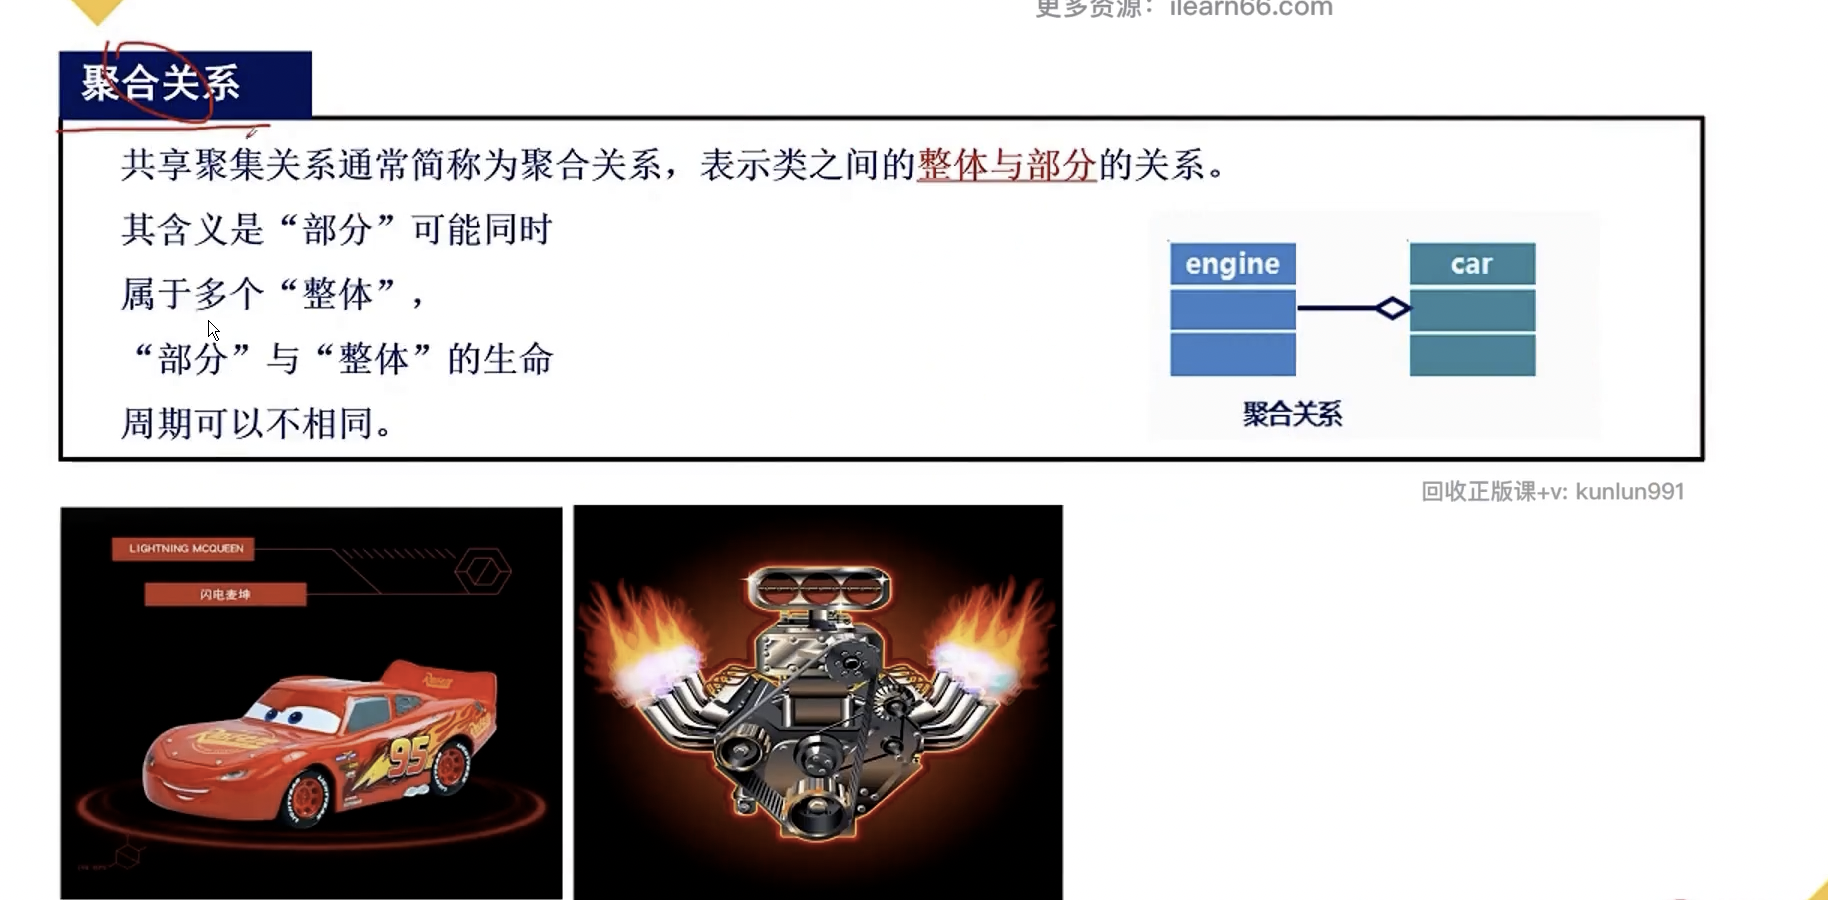 更多资源：ilearn66.com
聚合关系
共享聚集关系通常简称为聚合关系，表示类之间的整体与部分的关系。
其含义是“部分”可能同时
属于多个“整体”，
“部分”与“整体”的生命
周期可以不相同。
engine
car
聚合关系
回收正版课+v: kunlun991
LIGHTNING MCQUEEN
闪电麦坤
95